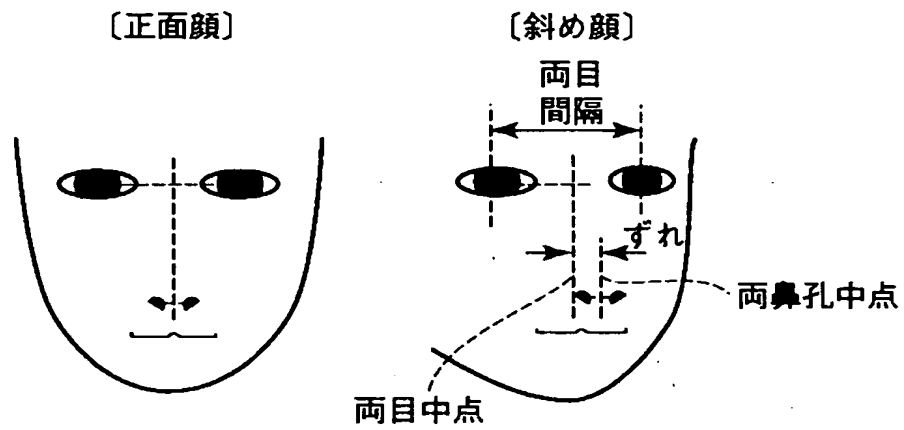 〔正面顔〕
〔斜め顔〕
両目
間隔
ずれ
両鼻孔中点
両目中点